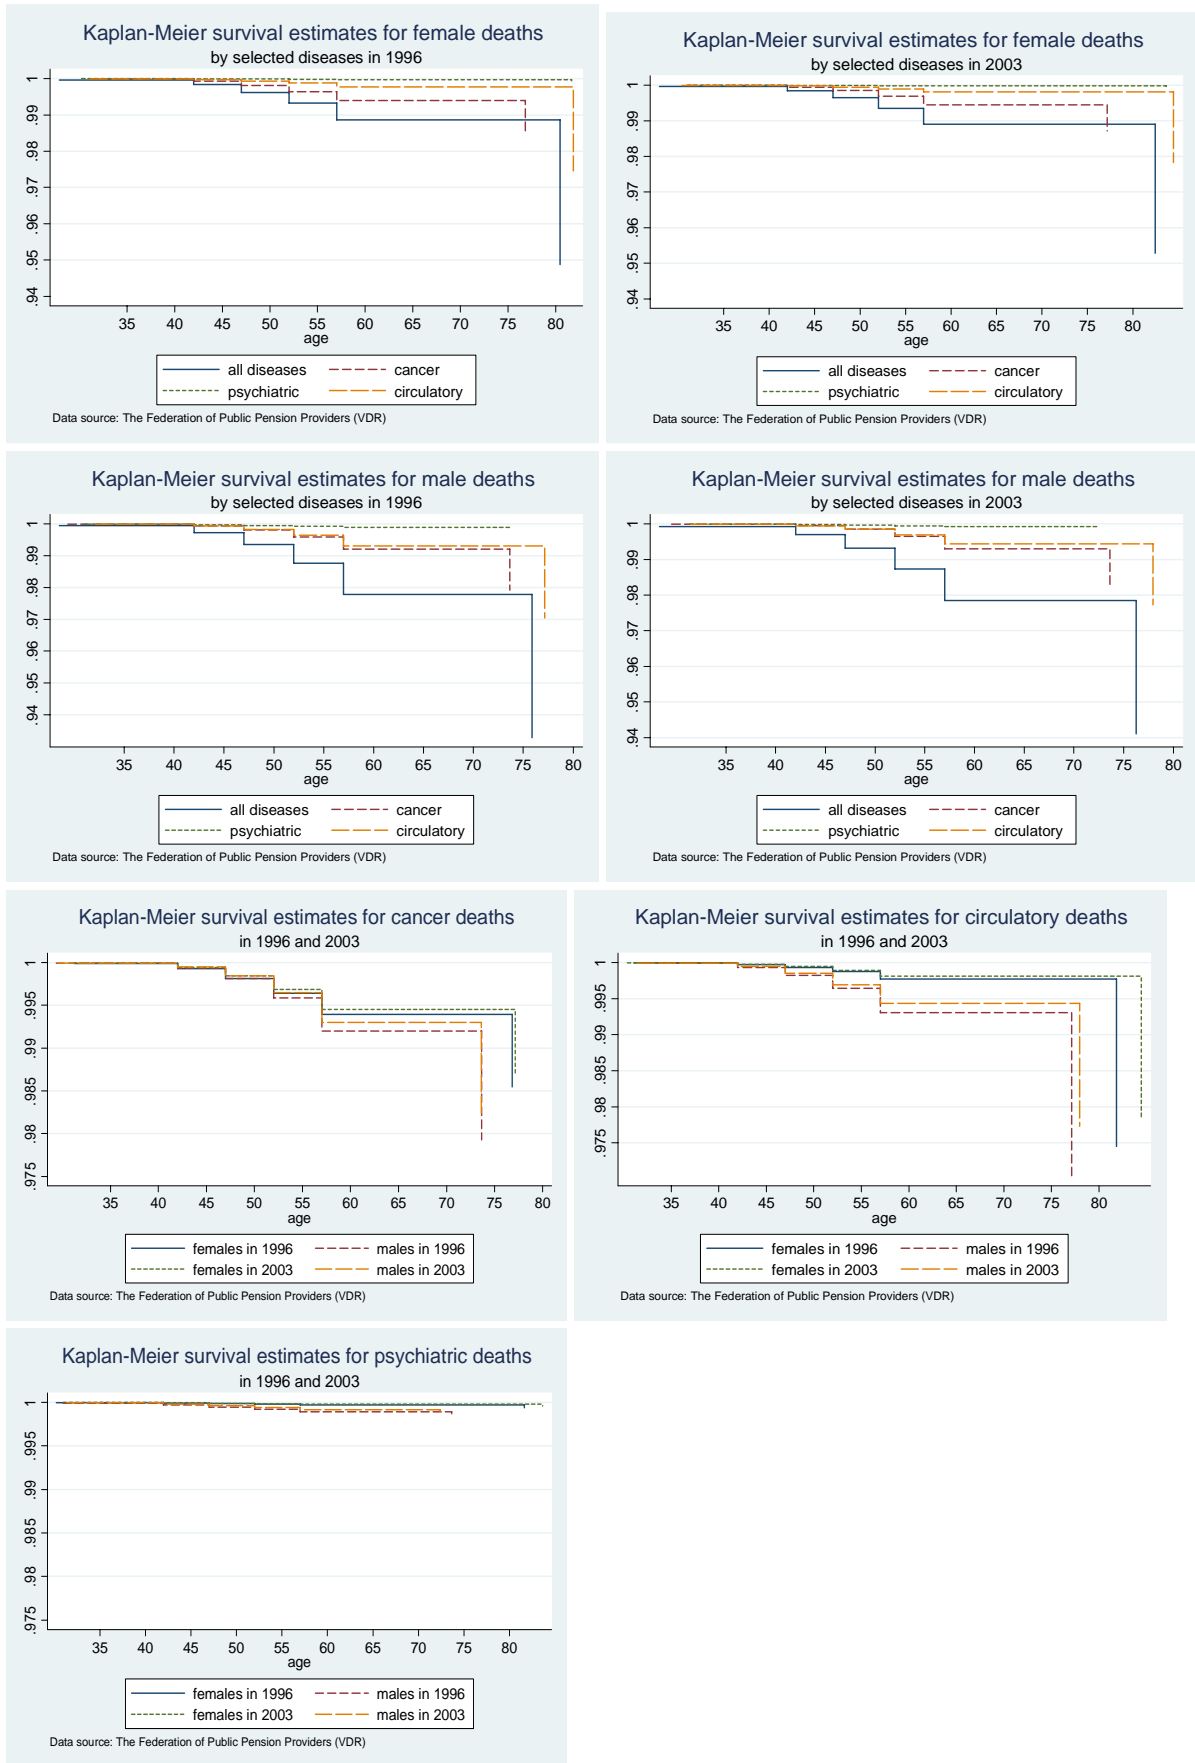 Kaplan-Meier survival estimates for female deaths
by selected diseases in 1996
1
.99
.98
.97
.96
.95
.94
35 40 45 50 55 60 65 70 75 80
age
all diseases cancer
psychiatric circulatory
Data source: The Federation of Public Pension Providers (VDR)
Kaplan-Meier survival estimates for female deaths
by selected diseases in 2003
1
.99
.98
.97
.96
.95
.94
35 40 45 50 55 60 65 70 75 80
age
all diseases cancer
psychiatric circulatory
Data source: The Federation of Public Pension Providers (VDR)
Kaplan-Meier survival estimates for male deaths
by selected diseases in 1996
1
.99
.98
.97
.96
.95
.94
35 40 45 50 55 60 65 70 75 80
age
all diseases cancer
psychiatric circulatory
Data source: The Federation of Public Pension Providers (VDR)
Kaplan-Meier survival estimates for male deaths
by selected diseases in 2003
1
.99
.98
.97
.96
.95
.94
35 40 45 50 55 60 65 70 75 80
age
all diseases cancer
psychiatric circulatory
Data source: The Federation of Public Pension Providers (VDR)
Kaplan-Meier survival estimates for cancer deaths
in 1996 and 2003
1
.995
.99
.985
.98
.975
35 40 45 50 55 60 65 70 75 80
age
females in 1996 males in 1996
females in 2003 males in 2003
Data source: The Federation of Public Pension Providers (VDR)
Kaplan-Meier survival estimates for circulatory deaths
in 1996 and 2003
1
.995
.99
.985
.98
.975
35 40 45 50 55 60 65 70 75 80
age
females in 1996 males in 1996
females in 2003 males in 2003
Data source: The Federation of Public Pension Providers (VDR)
Kaplan-Meier survival estimates for psychiatric deaths
in 1996 and 2003
1
.995
.99
.985
.98
.975
35 40 45 50 55 60 65 70 75 80
age
females in 1996 males in 1996
females in 2003 males in 2003
Data source: The Federation of Public Pension Providers (VDR)